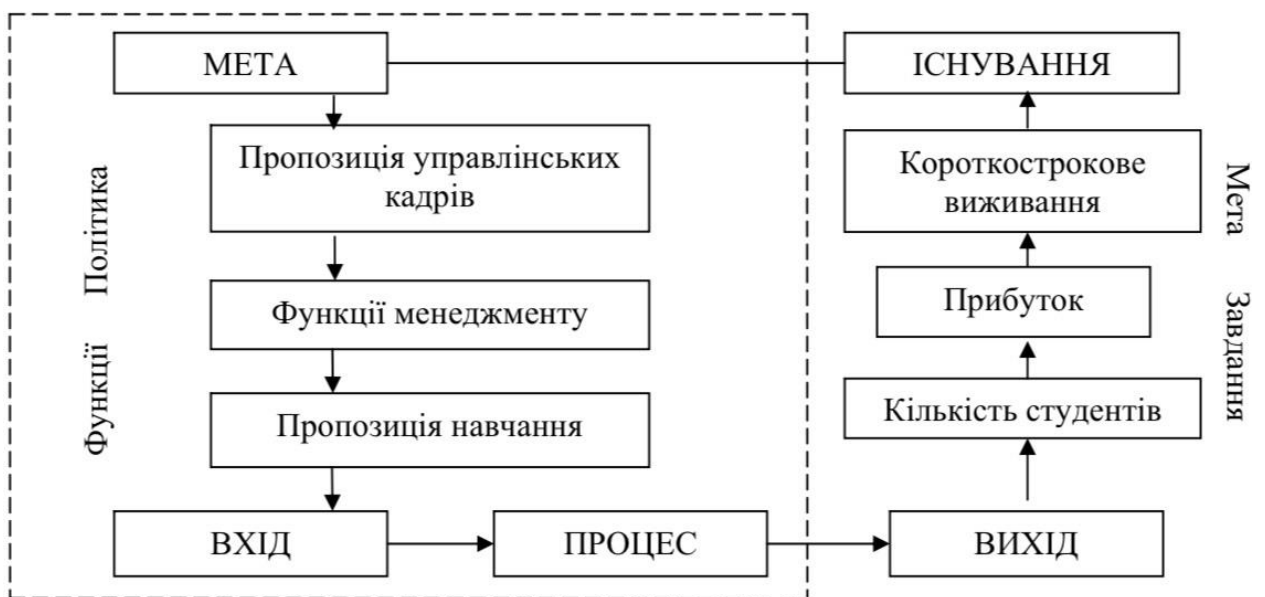 МЕТА
ІСНУВАННЯ
Пропозиція управлінських
кадрів
Короткострокове
виживання
Політика
Мета
Функції менеджменту
Прибуток
Функції
Завдання
Пропозиція навчання
Кількість студентів
ВХІД
ПРОЦЕС
ВИХІД